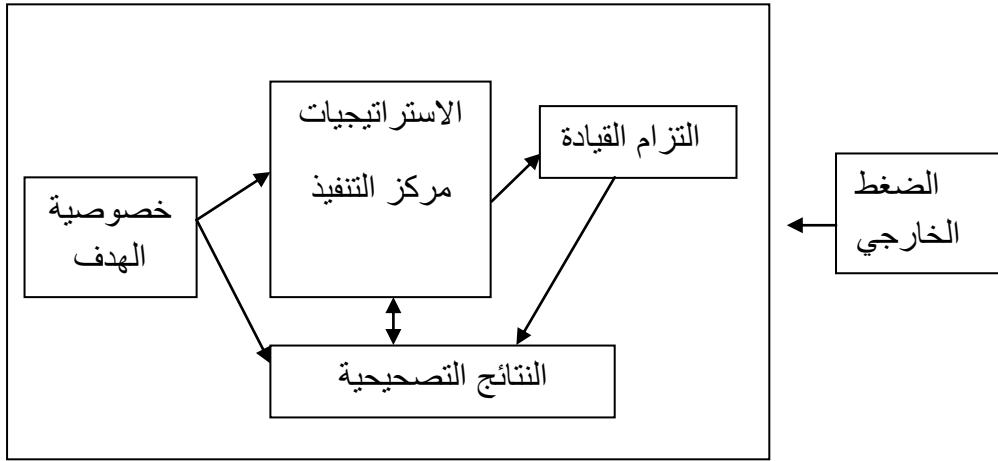 الاستراتيجيات
مركز التنفيذ
التزام القيادة
الضغط
الخارجي
خصوصية
الهدف
النتائج التصحيحية